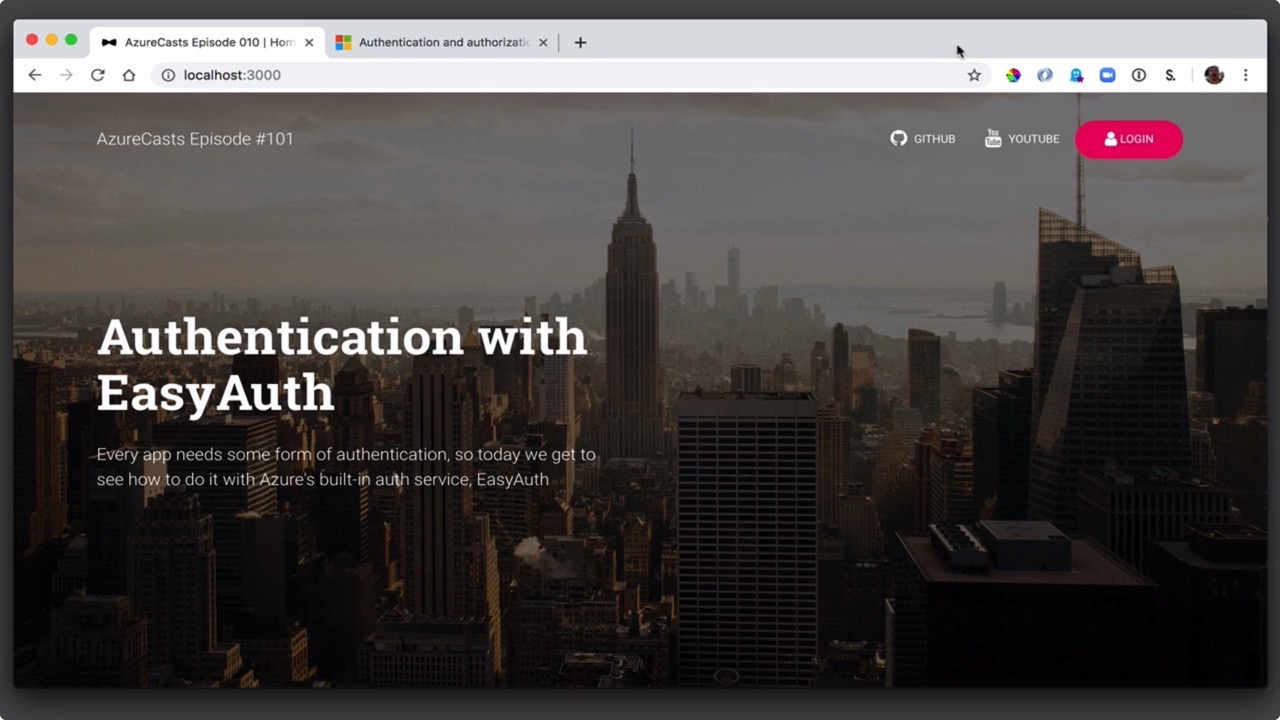 AzureCasts Episode 010 | Hom
Authentication and authorizatio
localhost:3000
S.
AzureCasts Episode #101
GITHUB
You
Tube
YOUTUBE
LOGIN
Authentication with
EasyAuth
Every app needs some form of authentication, so today we get to
see how to do it with Azure's built-in auth service, EasyAuth